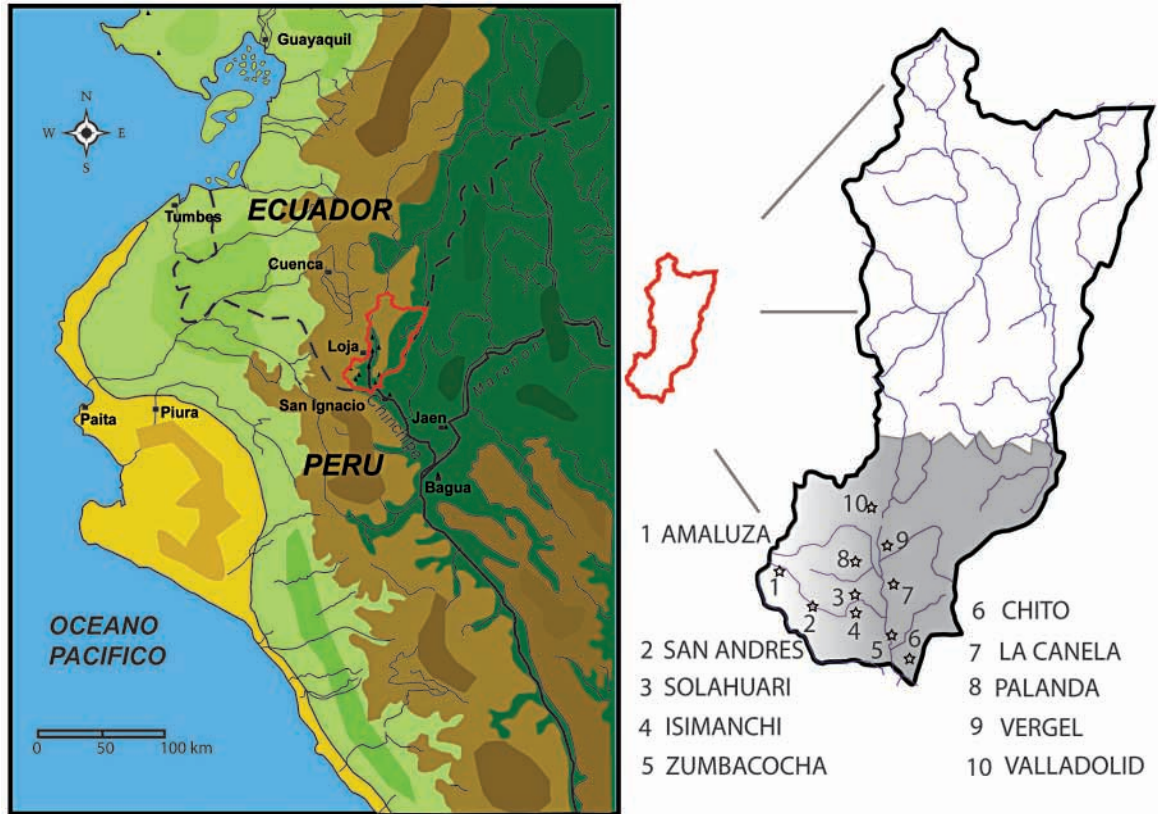 Guayaquil
N
W E
S
ECUADOR
Tumbes
Cuenca
Loja
Marañon
San Ignacio
Chinchipe
Jaen
Paita
Piura
PERU
Bagua
OCEANO
PACIFICO
0 50 100 km
10
9
8
1
3
7
2
4
5
6
1 AMALUZA
2 SAN ANDRES
3 SOLAHUARI
4 ISIMANCHI
5 ZUMBACOCHA
6 CHITO
7 LA CANELA
8 PALANDA
9 VERGEL
10 VALLADOLID